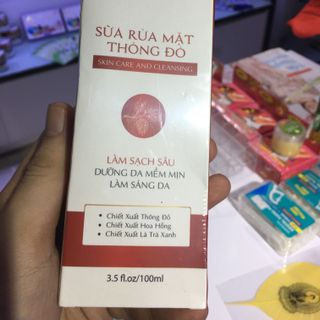 SỮA RỬA MẶT
THÔNG ĐỎ
SKIN CARE AND CLEANSING
LÀM SẠCH SÂU
DƯỠNG DA MỀM MỊN
LÀM SÁNG DA
• Chiết Xuất Thông Đỏ
• Chiết Xuất Hoa Hồng
• Chiết Xuất Lá Trà Xanh
3.5 fl.oz/100ml